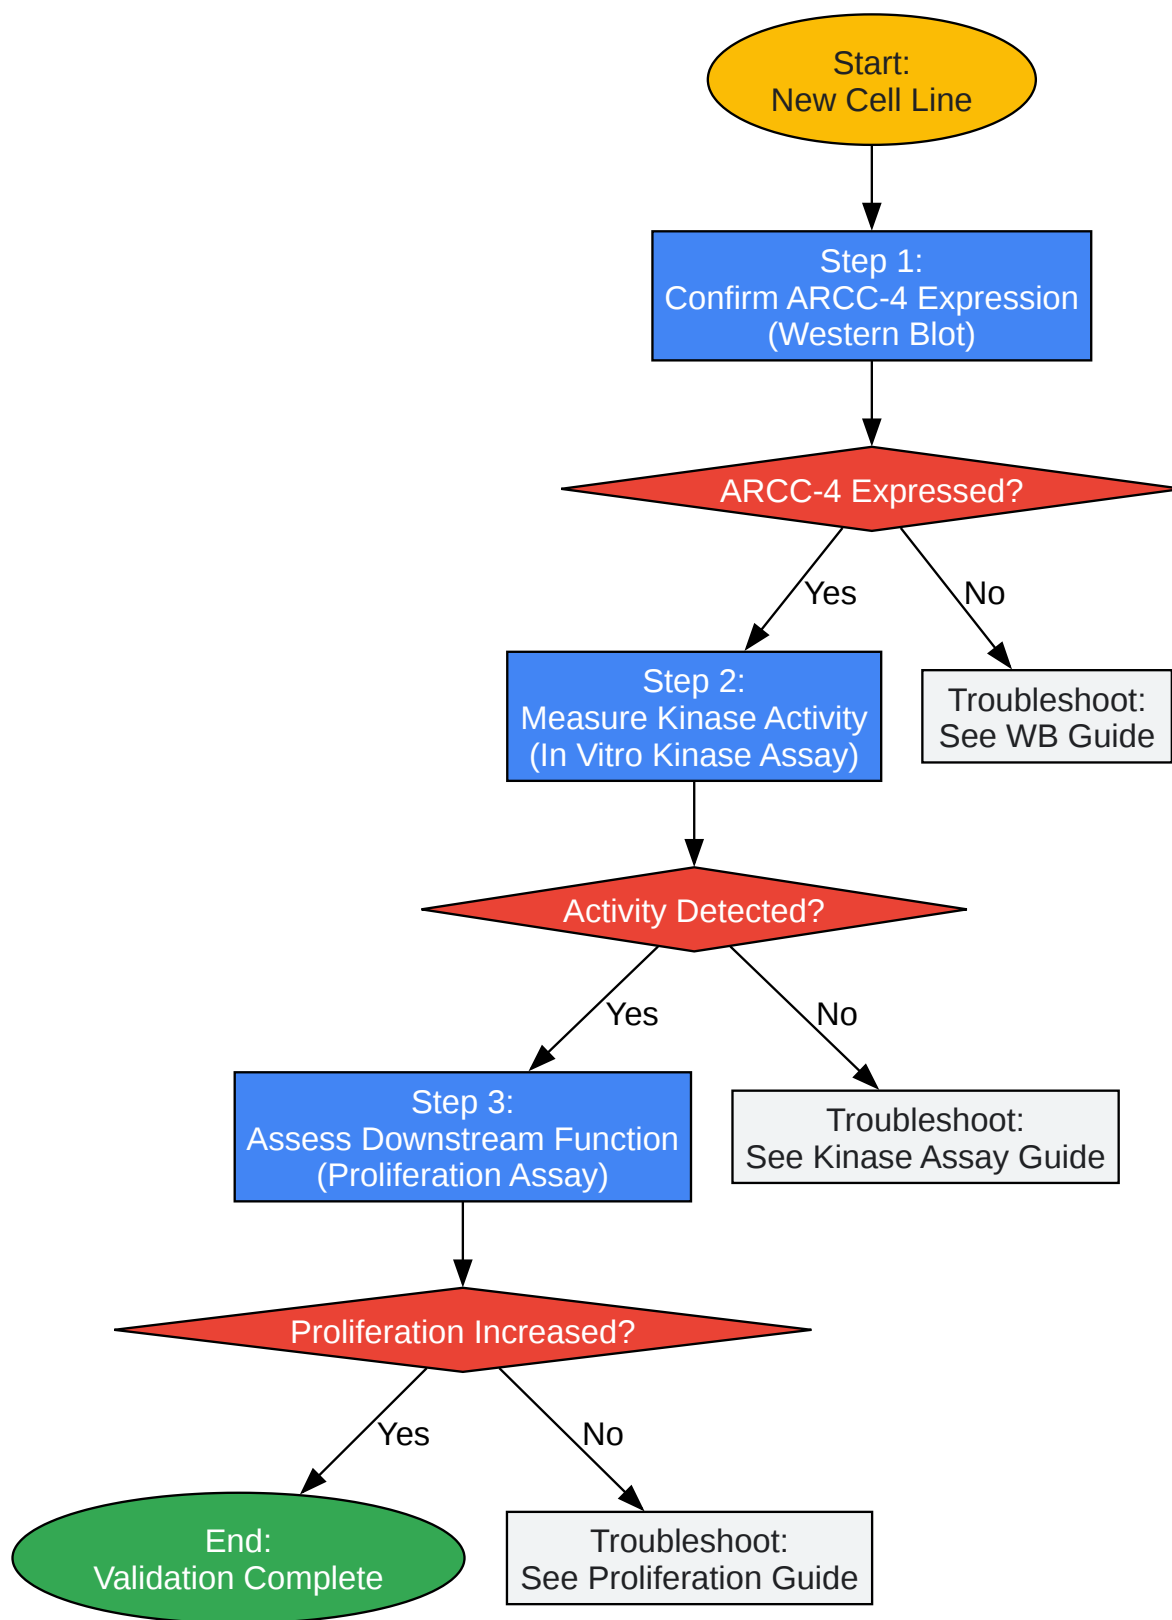 Start:
New Cell Line
Step 1:
Confirm ARCC-4 Expression
(Western Blot)
ARCC-4 Expressed?
Yes
No
Step 2:
Measure Kinase Activity
(In Vitro Kinase Assay)
Troubleshoot:
See WB Guide
Activity Detected?
Yes
No
Step 3:
Assess Downstream Function
(Proliferation Assay)
Troubleshoot:
See Kinase Assay Guide
Proliferation Increased?
Yes
No
End:
Validation Complete
Troubleshoot:
See Proliferation Guide